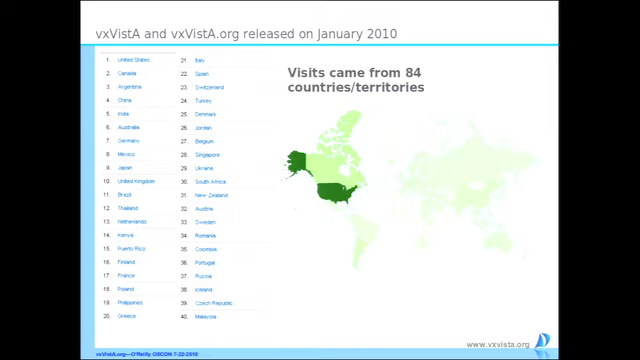 vxVistA and vxVistA.org released on January 2010
1. United States
2. Canada
3. Argentina
4. China
5. India
6. Australia
7. Germany
8. Mexico
9. Japan
10. United Kingdom
11. Brazil
12. Thailand
13. Netherlands
14. Kenya
15. Puerto Rico
16. Finland
17. France
18. Poland
19. Philippines
20. Greece
21. Italy
22. Spain
23. Switzerland
24. Turkey
25. Denmark
26. Jordan
27. Belgium
28. Singapore
29. Ukraine
30. South Africa
31. New Zealand
32. Austria
33. Sweden
34. Romania
35. Colombia
36. Portugal
37. Russia
38. Iceland
39. Czech Republic
40. Malaysia
Visits came from 84
countries/territories
www.vxvista.org
vxVistA.org—O'Reilly OSCON 7-22-2010